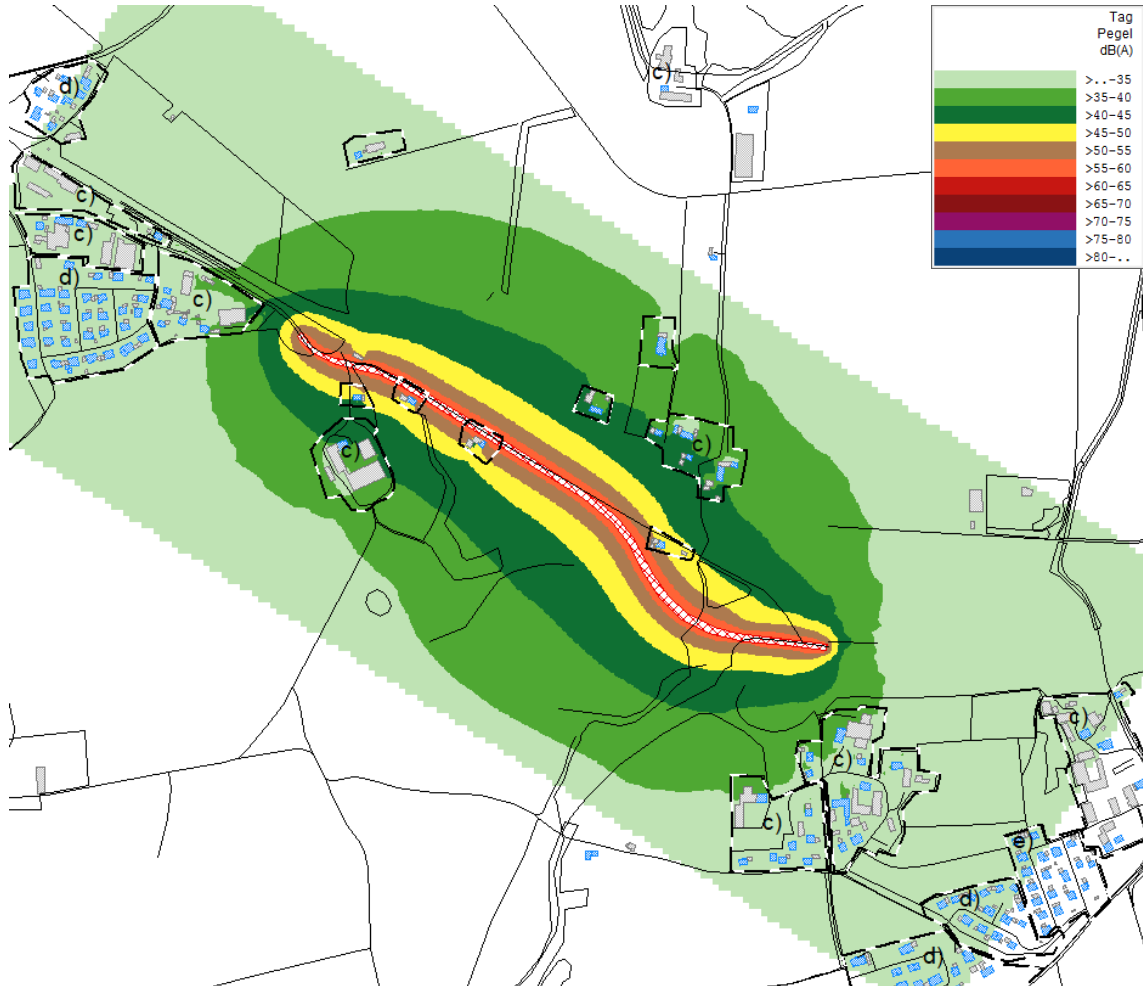 Tag
Pegel
dB(A)
>..-35
>35-40
>40-45
>45-50
>50-55
>55-60
>60-65
>65-70
>70-75
>75-80
>80-..
c)
d)
c)
c)
d)
c)
c)
c)
c)
c)
c)
e)
d)
d)